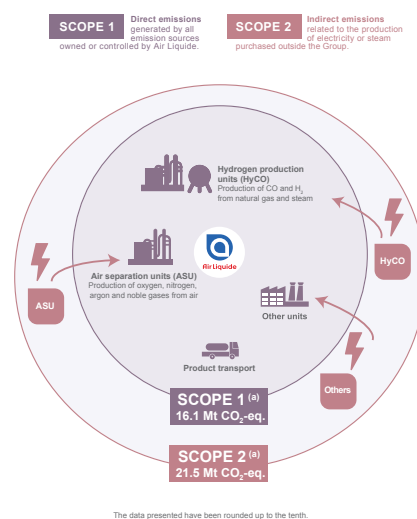 SCOPE 1
Direct emissions
generated by all
emission sources
owned or controlled by Air Liquide.
SCOPE 2
Indirect emissions
related to the production
of electricity or steam
purchased outside the Group.
Hydrogen production
units (HyCO)
Production of CO and H₂
from natural gas and steam
HyCO
Air Liquide
Air separation units (ASU)
Production of oxygen, nitrogen,
argon and noble gases from air
ASU
Other units
Others
Product transport
SCOPE 1 (a)
16.1 Mt CO₂-eq.
SCOPE 2 (a)
21.5 Mt CO₂-eq.
The data presented have been rounded up to the tenth.